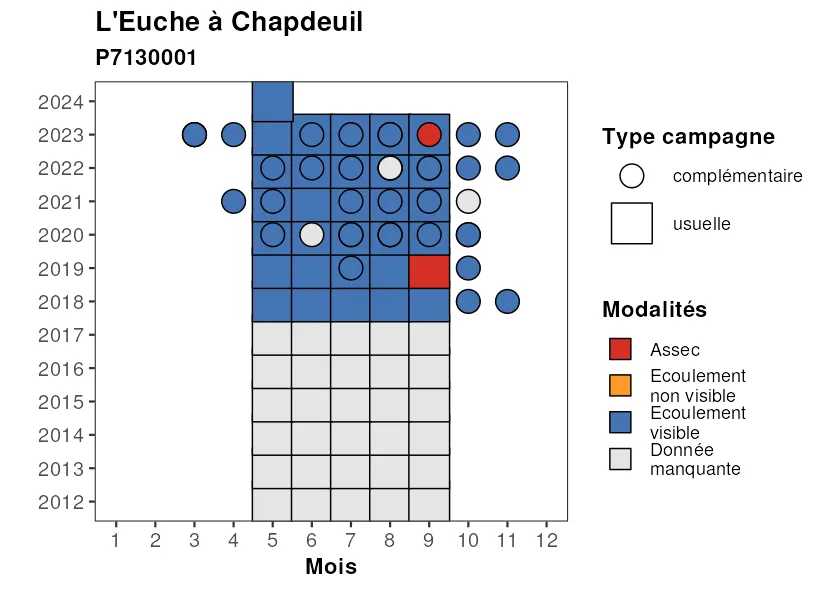 L'Euche à Chapdeuil
P7130001
2024
2023
2022
2021
2020
2019
2018
2017
2016
2015
2014
2013
2012
1 2 3 4 5 6 7 8 9 10 11 12
Mois
Type campagne
complémentaire
usuelle
Modalités
Assec
Ecoulement
non visible
Ecoulement
visible
Donnée
manquante